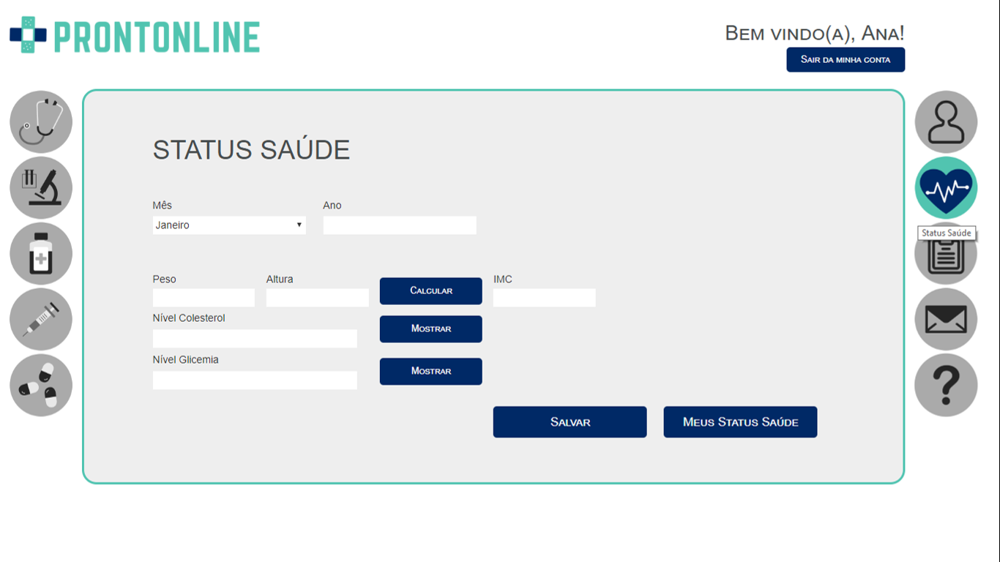 PRONTONLINE
Bem vindo(a), Ana!
Sair da minha conta
STATUS SAÚDE
Mês Ano
Janeiro
Peso Altura Calcular IMC
Nível Colesterol
Mostrar
Nível Glicemia
Mostrar
Salvar Meus Status Saúde
Status Saúde